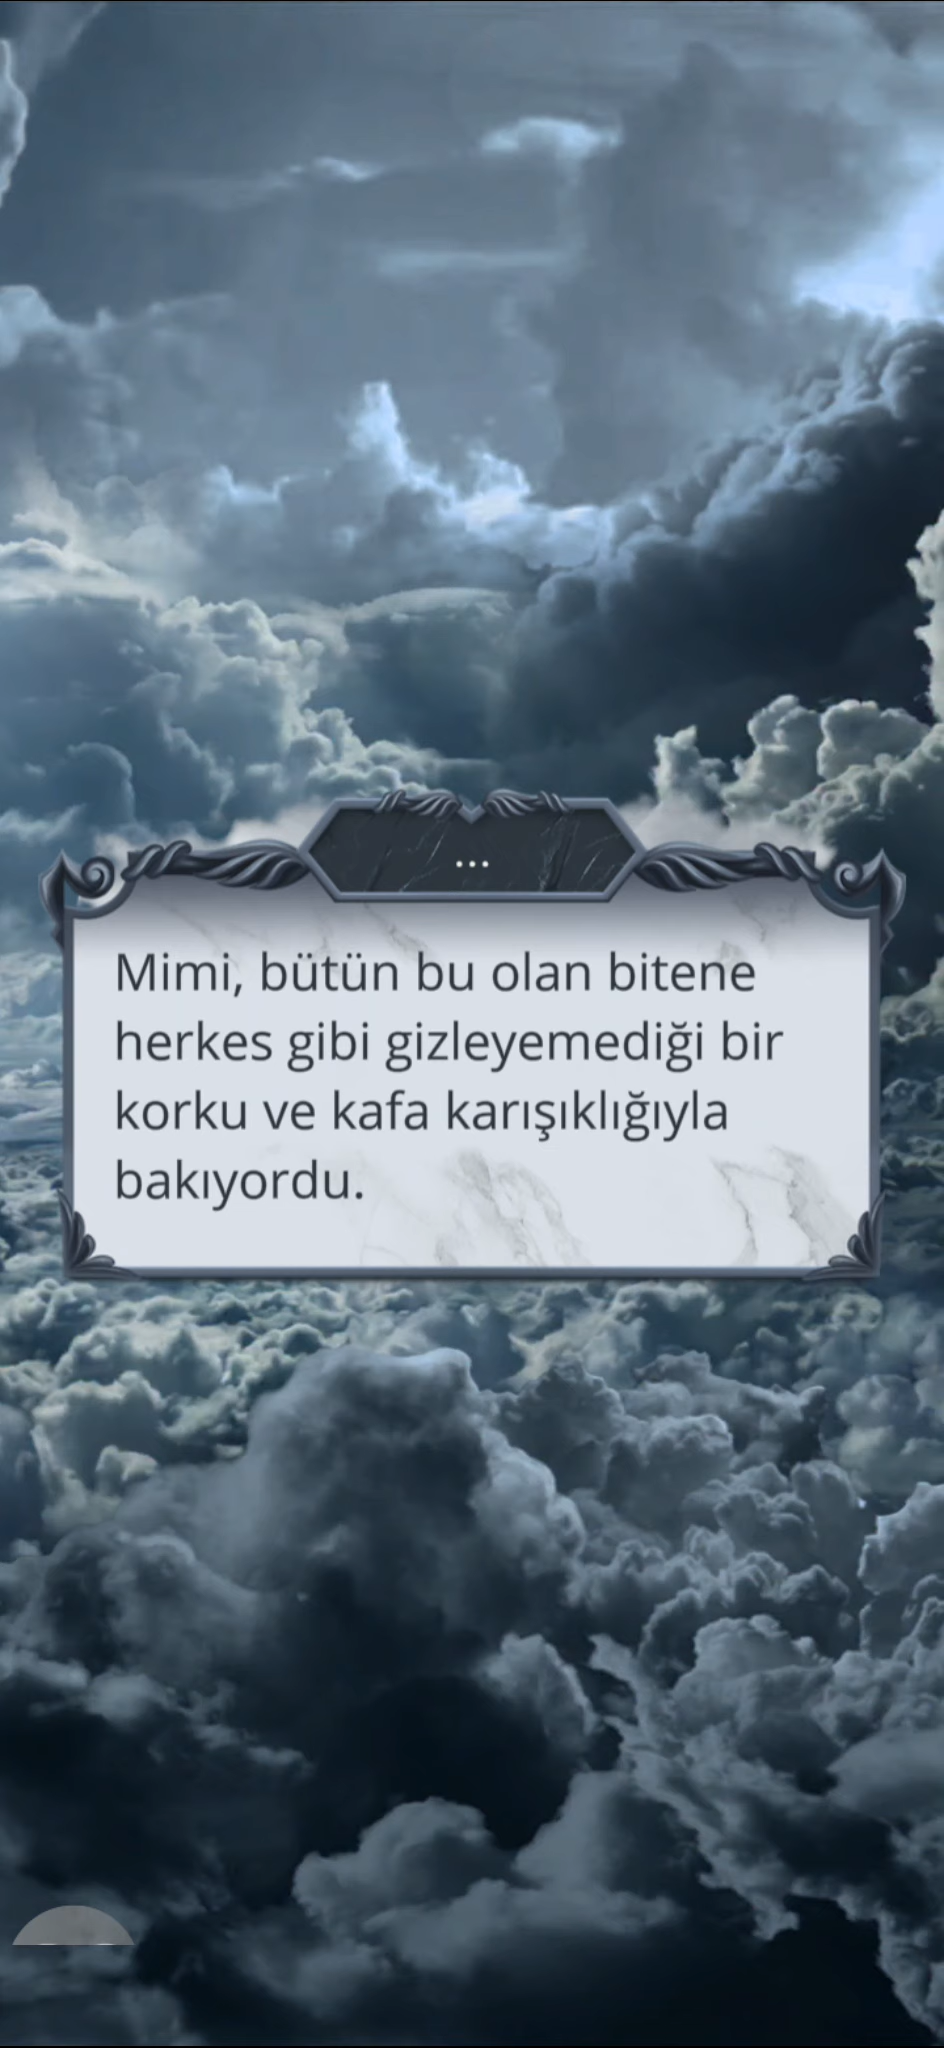 ...
Mimi, bütün bu olan bitene
herkes gibi gizleyemediği bir
korku ve kafa karışıklığıyla
bakıyordu.